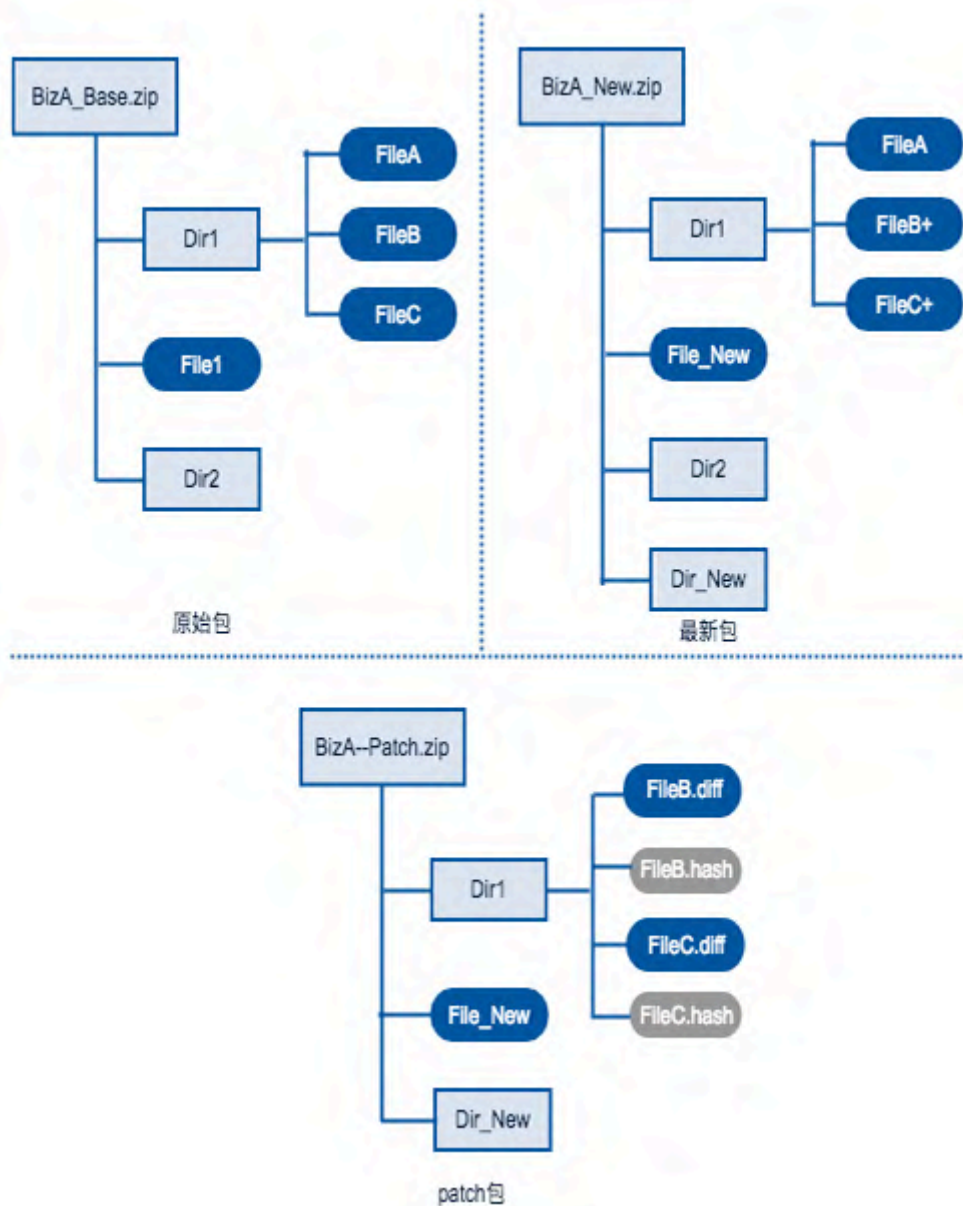 BizA_Base.zip
FileA
Dir1
FileB
FileC
File1
Dir2
原始包
BizA_New.zip
FileA
Dir1
FileB+
FileC+
File_New
Dir2
Dir_New
最新包
BizA--Patch.zip
FileB.diff
Dir1
FileB.hash
FileC.diff
File_New
FileC.hash
Dir_New
patch包